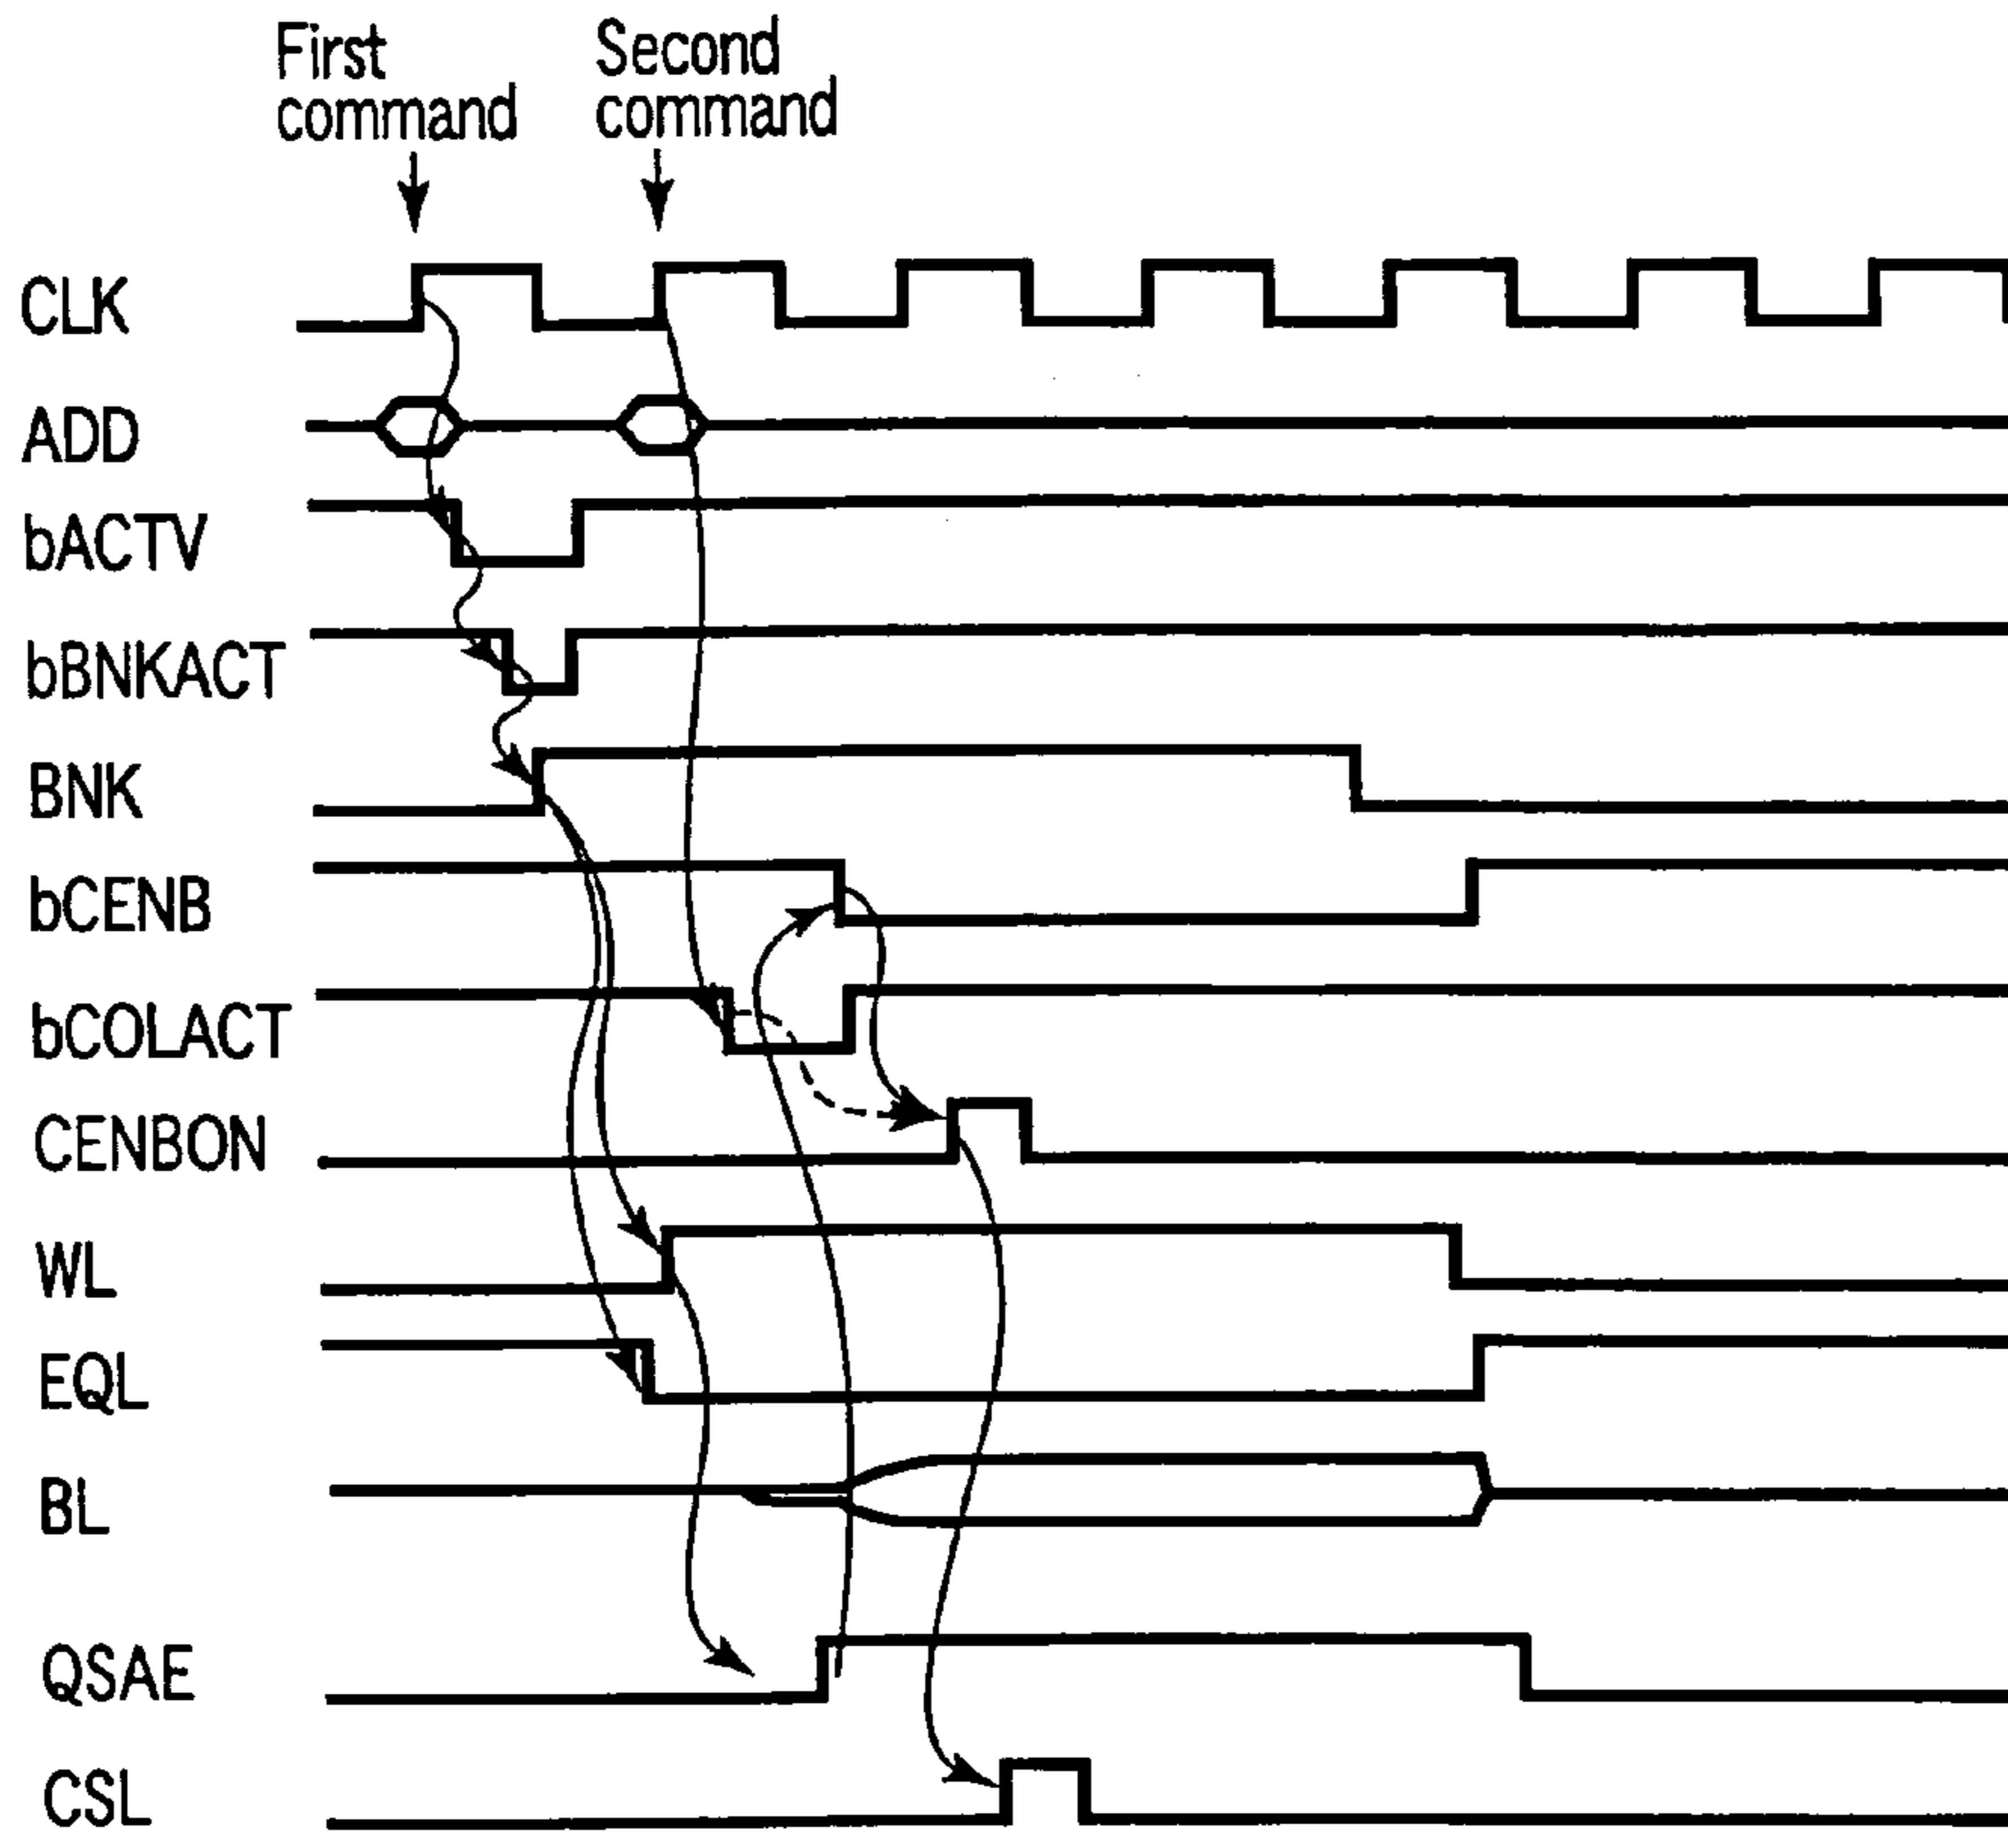 First
command
Second
command
CLK
ADD
bACTV
bBNKACT
BNK
bCENB
bCOLACT
CENBON
WL
EQL
BL
QSAE
CSL